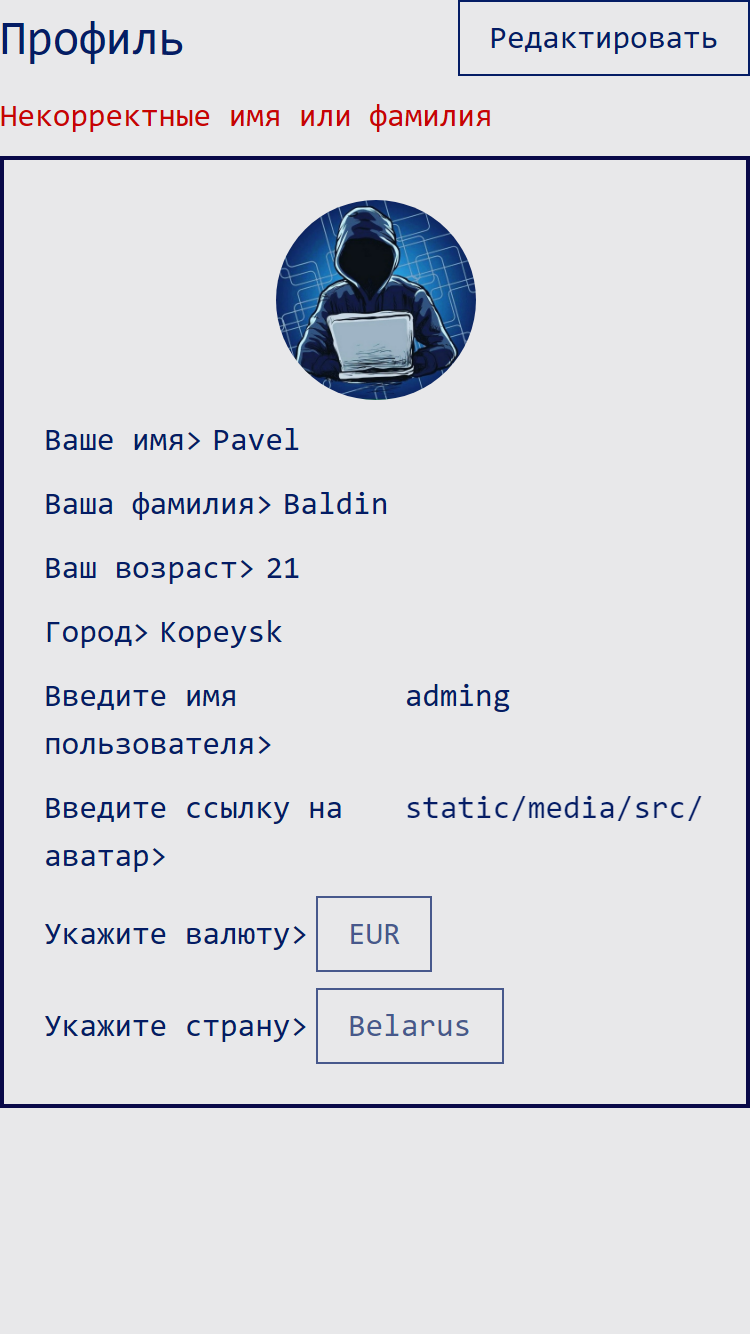 Профиль
Редактировать
Некорректные имя или фамилия
Ваше имя> Pavel
Ваша фамилия> Baldin
Ваш возраст> 21
Город> Kopeysk
Введите имя пользователя> adming
Введите ссылку на аватар> static/media/src/
Укажите валюту> EUR
Укажите страну> Belarus